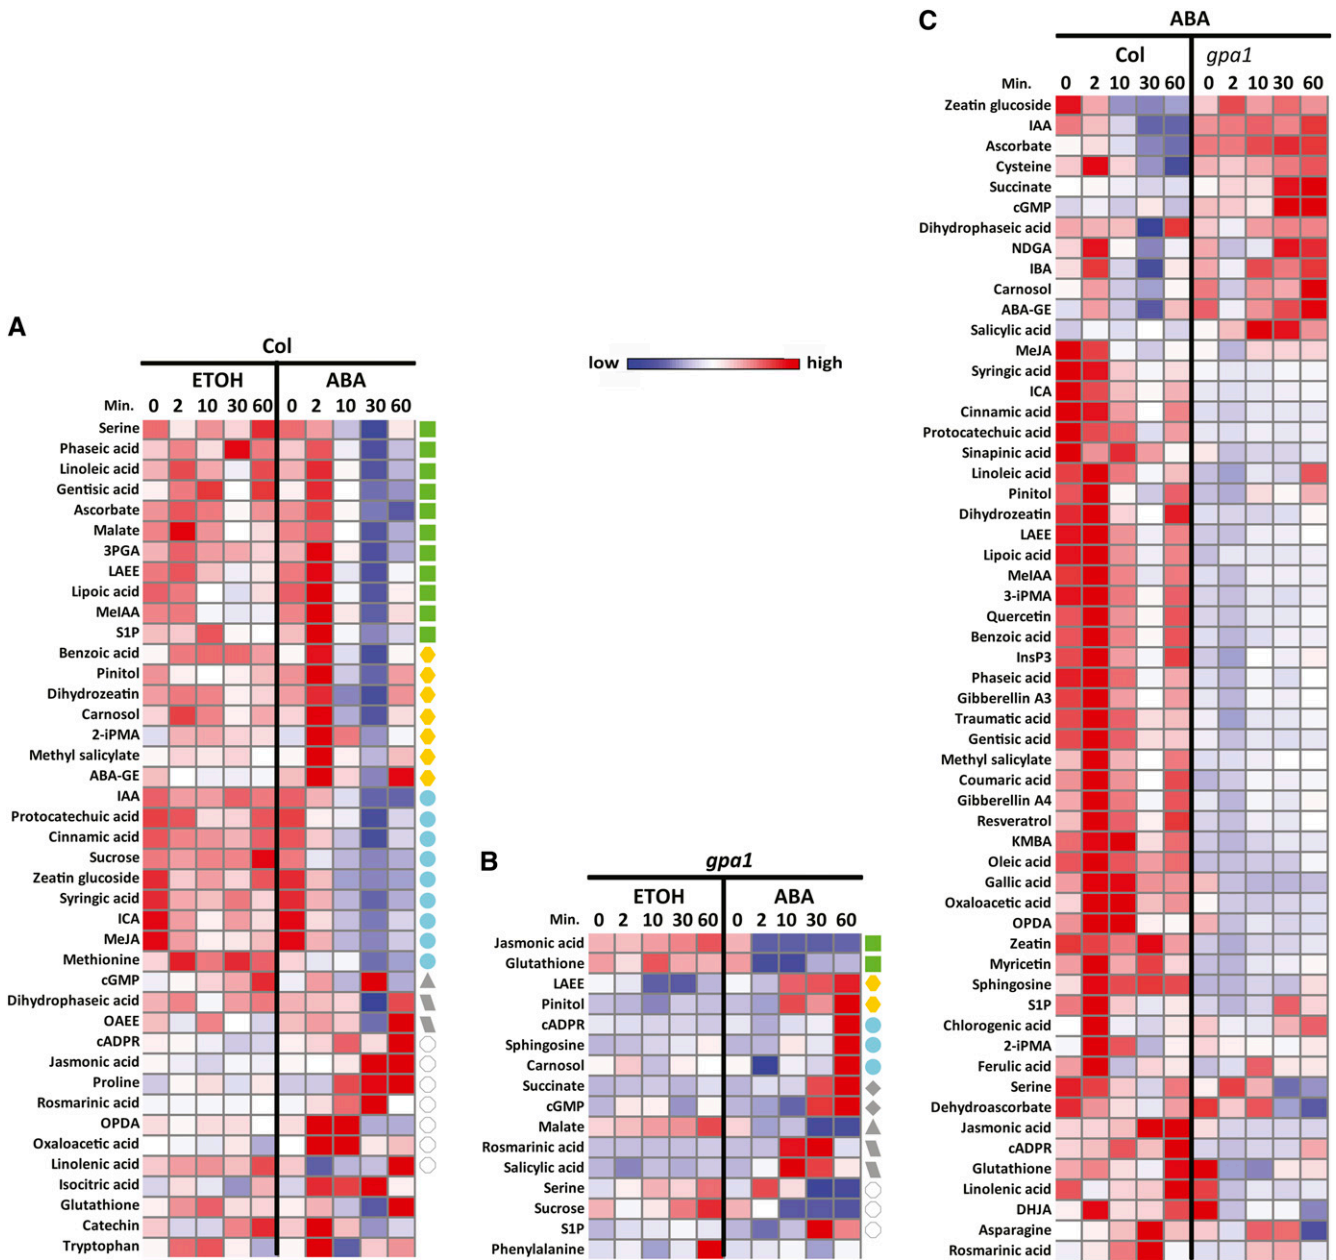 A
Col
ETOH ABA
Min. 0 2 10 30 60 0 2 10 30 60
Serine
Phaseic acid
Linoleic acid
Gentisic acid
Ascorbate
Malate
3PGA
LAEE
Lipoic acid
MeIAA
S1P
Benzoic acid
Pinitol
Dihydrozeatin
Carnosol
2-iPMA
Methyl salicylate
ABA-GE
IAA
Protocatechuic acid
Cinnamic acid
Sucrose
Zeatin glucoside
Syringic acid
ICA
MeJA
Methionine
cGMP
Dihydrophaseic acid
OAEE
cADPR
Jasmonic acid
Proline
Rosmarinic acid
OPDA
Oxaloacetic acid
Linolenic acid
Isocitric acid
Glutathione
Catechin
Tryptophan
low high
B
gpa1
ETOH ABA
Min. 0 2 10 30 60 0 2 10 30 60
Jasmonic acid
Glutathione
LAEE
Pinitol
cADPR
Sphingosine
Carnosol
Succinate
cGMP
Malate
Rosmarinic acid
Salicylic acid
Serine
Sucrose
S1P
Phenylalanine
C
ABA
Col gpa1
Min. 0 2 10 30 60 0 2 10 30 60
Zeatin glucoside
IAA
Ascorbate
Cysteine
Succinate
cGMP
Dihydrophaseic acid
NDGA
IBA
Carnosol
ABA-GE
Salicylic acid
MeJA
Syringic acid
ICA
Cinnamic acid
Protocatechuic acid
Sinapinic acid
Linoleic acid
Pinitol
Dihydrozeatin
LAEE
Lipoic acid
MeIAA
3-iPMA
Quercetin
Benzoic acid
InsP3
Phaseic acid
Gibberellin A3
Traumatic acid
Gentisic acid
Methyl salicylate
Coumaric acid
Gibberellin A4
Resveratrol
KMBA
Oleic acid
Gallic acid
Oxaloacetic acid
OPDA
Zeatin
Myricetin
Sphingosine
S1P
Chlorogenic acid
2-iPMA
Ferulic acid
Serine
Dehydroascorbate
Jasmonic acid
cADPR
Glutathione
Linolenic acid
DHJA
Asparagine
Rosmarinic acid